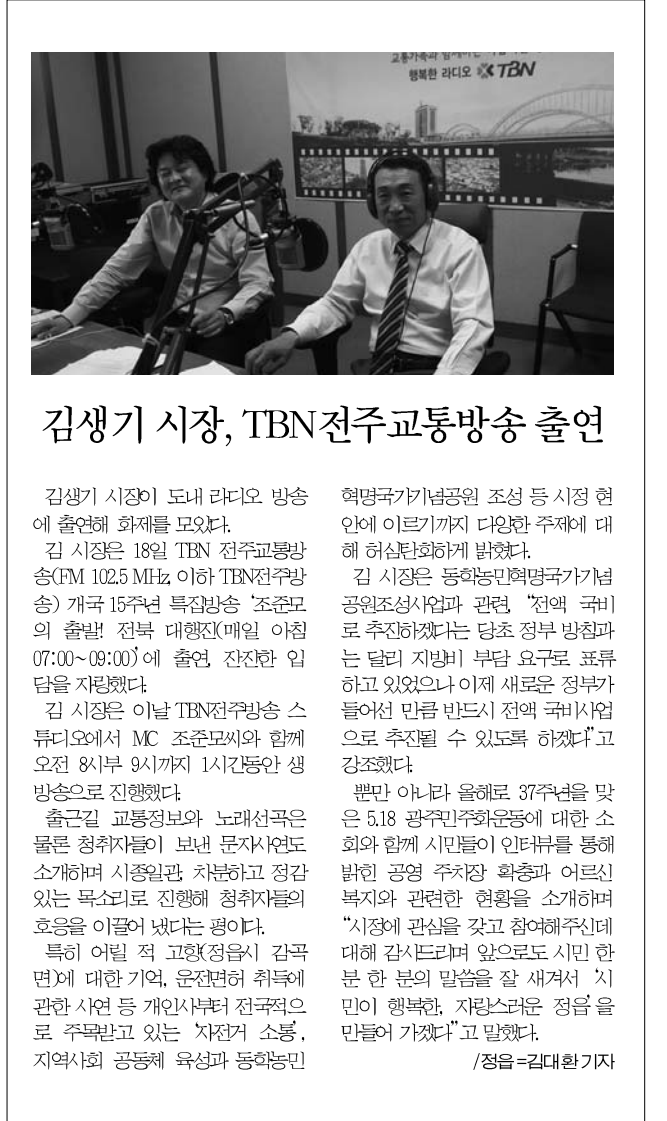 행복한 라디오 TBN
김생기 시장, TBN전주교통방송 출연
김생기 시장이 도내 라디오 방송
에 출연해 화제를 모았다.
김 시장은 18일 TBN 전주교통방
송(FM 102.5 MHz, 이하 TBN전주방
송) 개국 15주년 특집방송 '조준모
의 출발! 전북 대행진(매일 아침
07:00~09:00)'에 출연, 잔잔한 입
담을 자랑했다.
김 시장은 이날 TBN전주방송 스
튜디오에서 MC 조준모씨와 함께
오전 8시부 9시까지 1시간동안 생
방송으로 진행했다.
출근길 교통정보와 노래선곡은
물론 청취자들이 보낸 문자사연도
소개하며 시종일관, 차분하고 정감
있는 목소리로 진행해 청취자들의
호응을 이끌어 냈다는 평이다.
특히 어릴 적 고향(정읍시 감곡
면)에 대한 기억, 운전면허 취득에
관한 사연 등 개인사부터 전국적으
로 주목받고 있는 '자전거 소통',
지역사회 공동체 육성과 동학농민
혁명국가기념공원 조성 등 시정 현
안에 이르기까지 다양한 주제에 대
해 허심탄회하게 밝혔다.
김 시장은 동학농민혁명국가기념
공원조성사업과 관련, "전액 국비
로 추진하겠다는 당초 정부 방침과
는 달리 지방비 부담 요구로 표류
하고 있었으나 이제 새로운 정부가
들어선 만큼 반드시 전액 국비사업
으로 추진될 수 있도록 하겠다"고
강조했다.
뿐만 아니라 올해로 37주년을 맞
은 5.18 광주민주화운동에 대한 소
회와 함께 시민들이 인터뷰를 통해
밝힌 공영 주차장 확충과 어르신
복지와 관련한 현황을 소개하며
"시정에 관심을 갖고 참여해주신데
대해 감사드리며 앞으로도 시민 한
분 한 분의 말씀을 잘 새겨서 '시
민이 행복한, 자랑스러운 정읍'을
만들어 가겠다"고 말했다.
/정읍=김대환기자